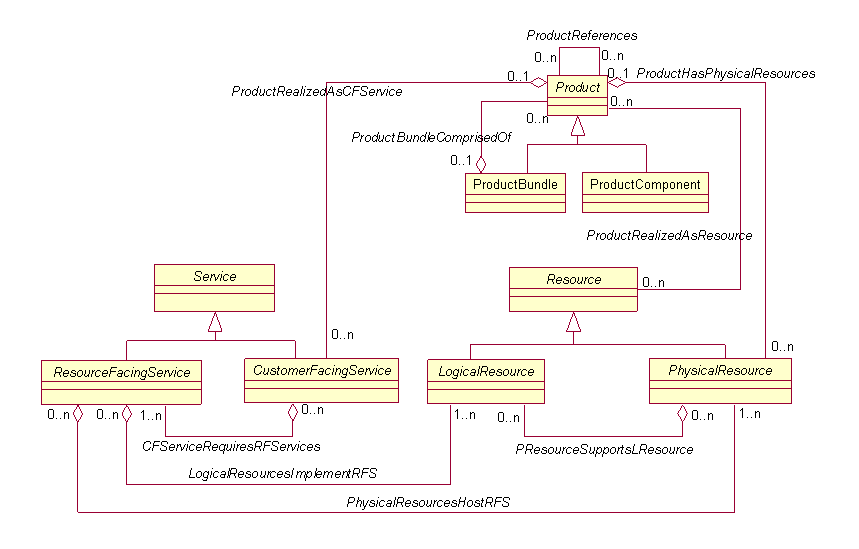 ProductReferences
0..n
0..n
0..1
0..1
ProductHasPhysicalResources
Product
ProductRealizedAsCFService
0..n
0..n
ProductBundleComprisedOf
0..1
ProductBundle
ProductComponent
ProductRealizedAsResource
Service
Resource
0..n
0..n
0..n
ResourceFacingService
CustomerFacingService
LogicalResource
PhysicalResource
0..n
0..n
1..n
0..n
1..n
0..n
0..n
1..n
CFServiceRequiresRFServices
PResourceSupportsLResource
LogicalResourcesImplementRFS
PhysicalResourcesHostRFS